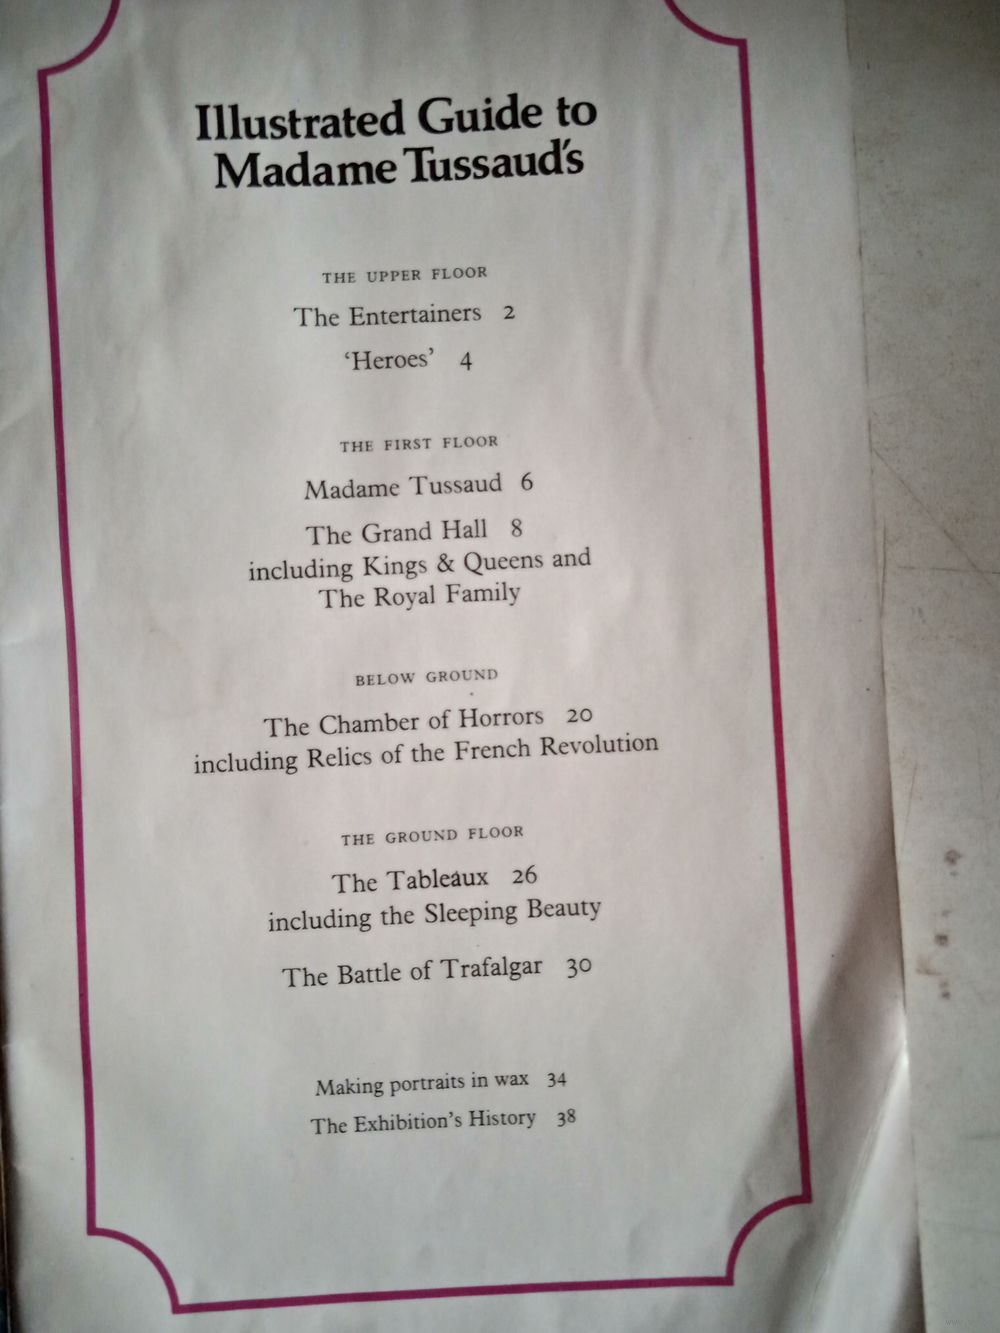 Illustrated Guide to
Madame Tussaud's
THE UPPER FLOOR
The Entertainers 2
‘Heroes’ 4
THE FIRST FLOOR
Madame Tussaud 6
The Grand Hall 8
including Kings & Queens and
The Royal Family
BELOW GROUND
The Chamber of Horrors 20
including Relics of the French Revolution
THE GROUND FLOOR
The Tableaux 26
including the Sleeping Beauty
The Battle of Trafalgar 30
Making portraits in wax 34
The Exhibition's History 38